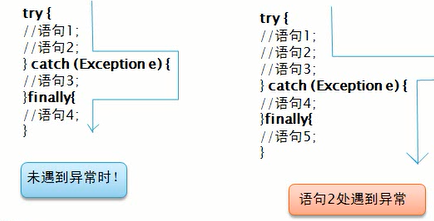 try {
//语句1;
//语句2;
} catch (Exception e) {
//语句3;
}finally{
//语句4;
}
未遇到异常时!
try {
//语句1;
//语句2;
//语句3;
} catch (Exception e) {
//语句4;
}finally{
//语句5;
}
语句2处遇到异常